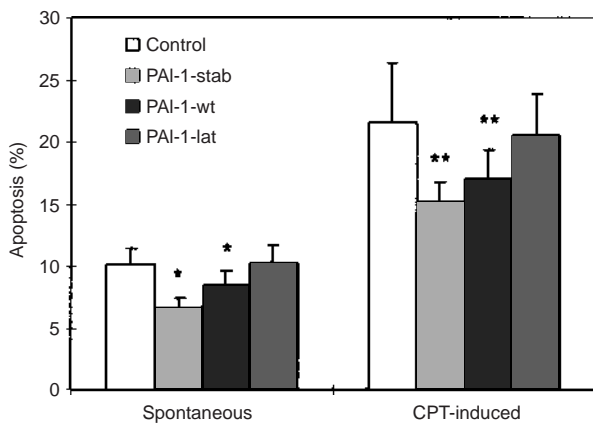 30
25
20
15
10
5
0
Apoptosis (%)
Control
PAI-1-stab
PAI-1-wt
PAI-1-lat
*
*
**
**
Spontaneous
CPT-induced